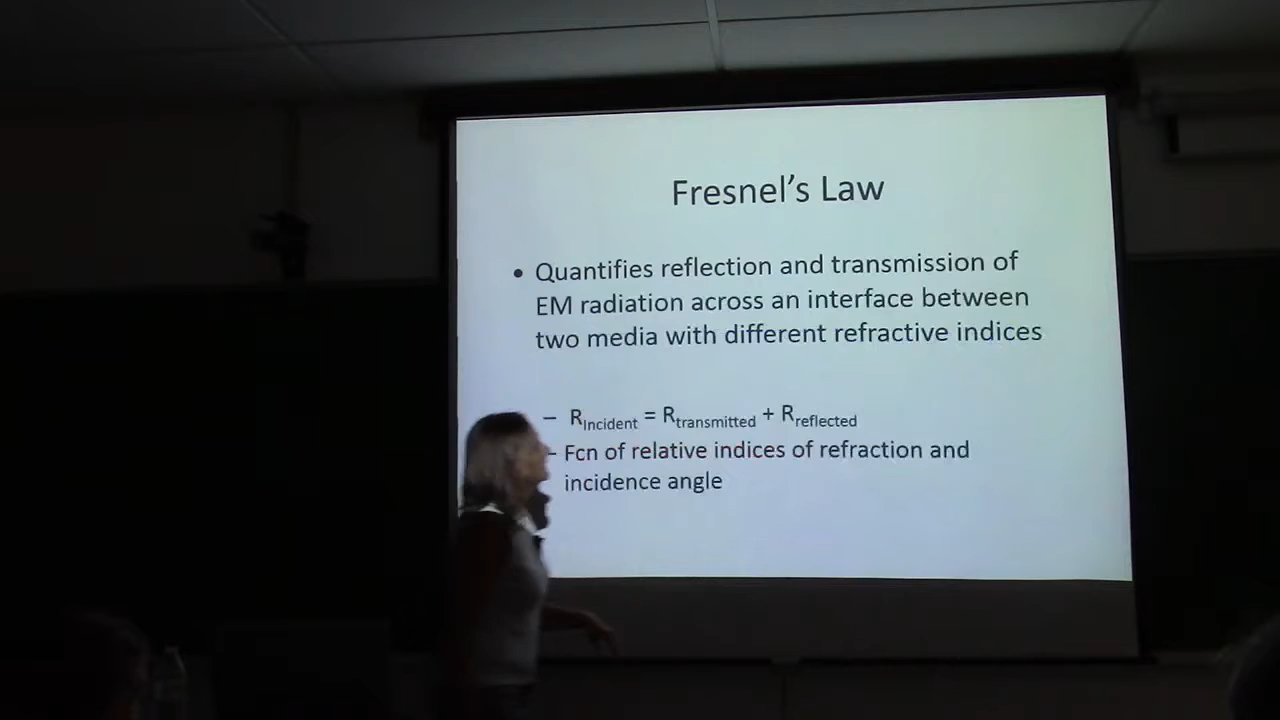 Fresnel's Law
• Quantifies reflection and transmission of
EM radiation across an interface between
two media with different refractive indices
– RIncident = Rtransmitted + Rreflected
– Fcn of relative indices of refraction and
incidence angle